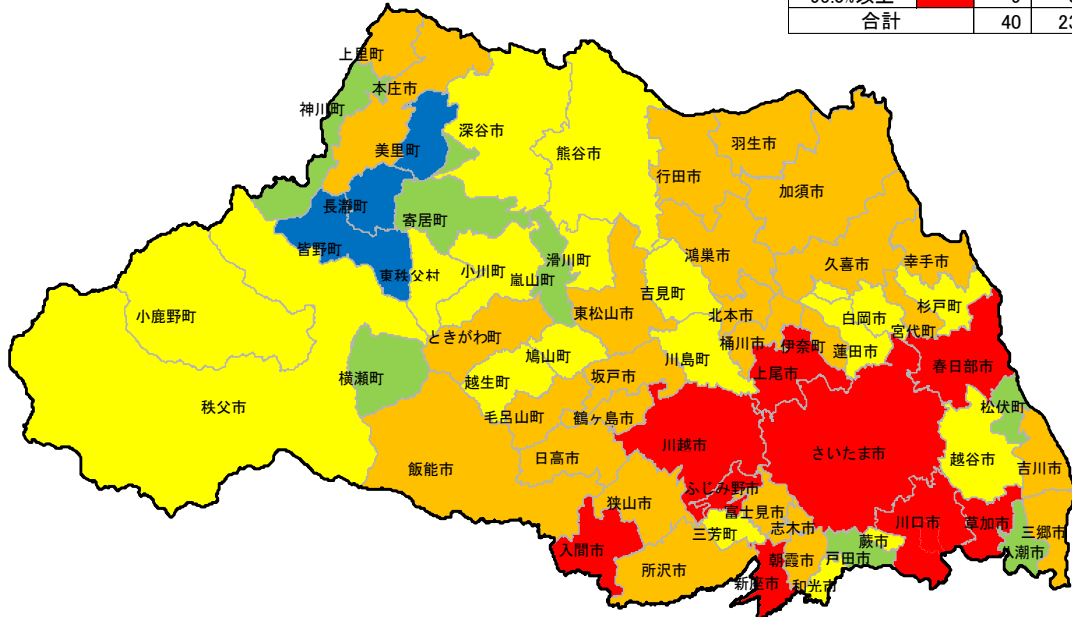 合計 40
上里町
本庄市
神川町
深谷市
美里町
熊谷市
羽生市
行田市
加須市
長瀞町
寄居町
皆野町
東秩父村
小川町
嵐山町
滑川町
鴻巣市
久喜市
幸手市
吉見町
杉戸町
小鹿野町
東松山市
北本市
白岡市
宮代町
ときがわ町
桶川市
伊奈町
蓮田市
鳩山町
川島町
春日部市
横瀬町
越生町
坂戸市
上尾市
秩父市
松伏町
毛呂山町
鶴ヶ島市
川越市
さいたま市
越谷市
飯能市
日高市
吉川市
ふじみ野市
狭山市
富士見市
志木市
川口市
草加市
三郷市
三芳町
蕨市
入間市
戸田市
八潮市
所沢市
朝霞市
新座市
和光市